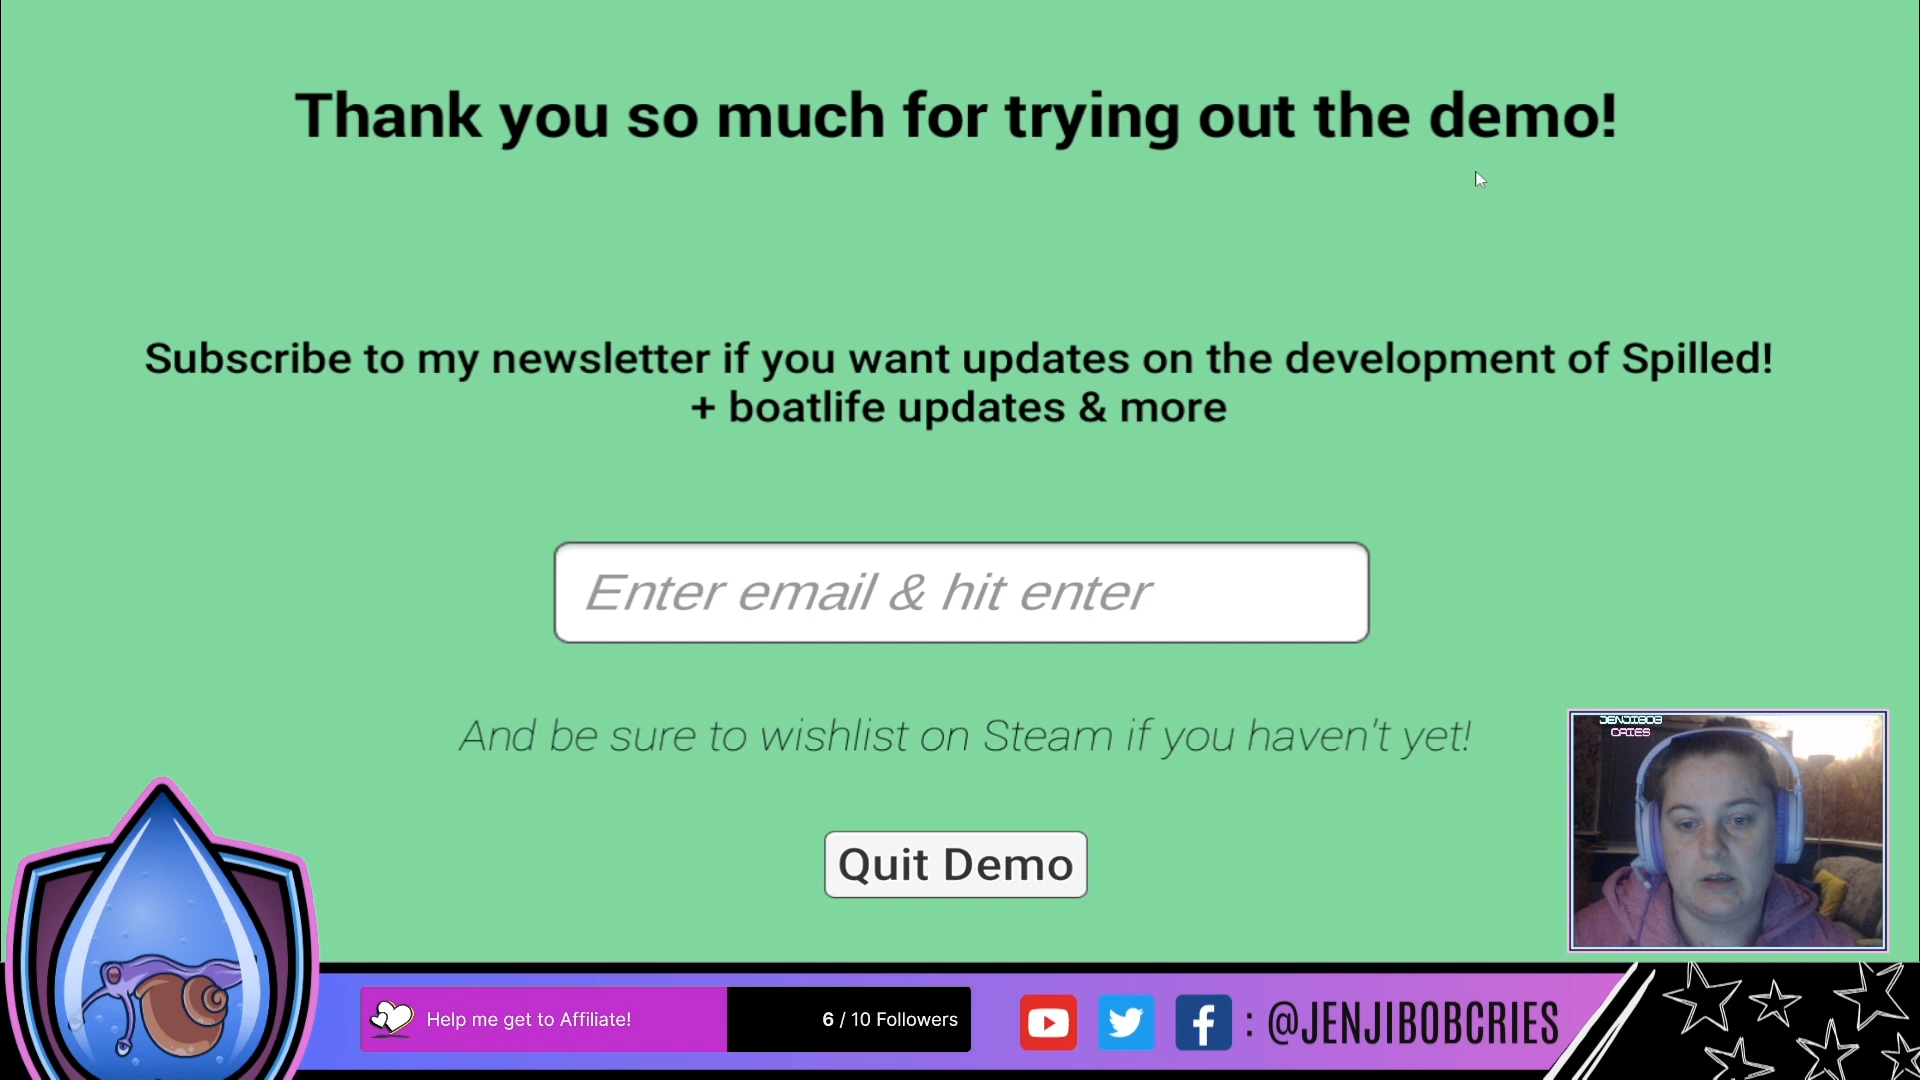 Thank you so much for trying out the demo!
Subscribe to my newsletter if you want updates on the development of Spilled!
+ boatlife updates & more
Enter email & hit enter
And be sure to wishlist on Steam if you haven't yet!
Quit Demo
JENJIBOB
CRIES
Help me get to Affiliate!
6 / 10 Followers
: @JENJIBOBCRIES